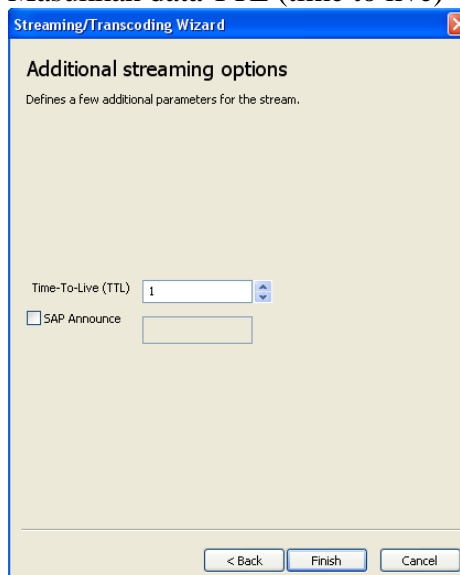 Masukkan data TTL (time to live)
Streaming/Transcoding Wizard
Additional streaming options
Defines a few additional parameters for the stream.
Time-To-Live (TTL) 1
SAP Announce
< Back Finish Cancel